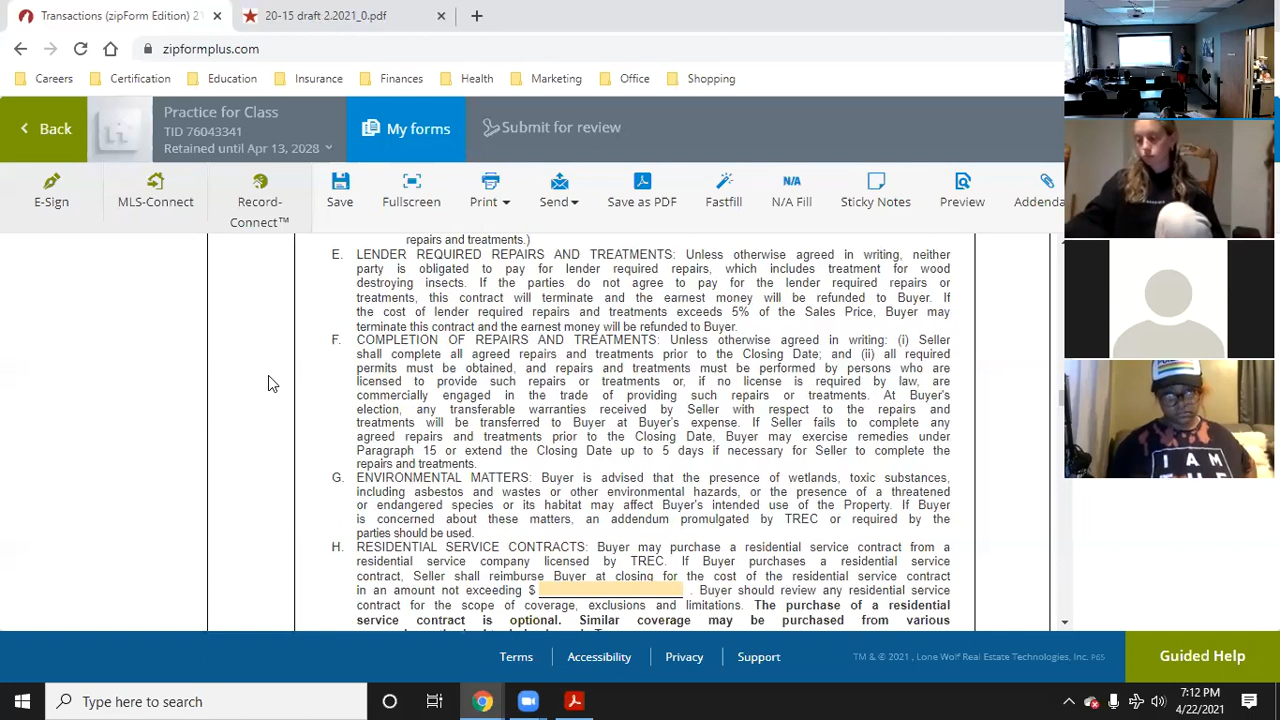 Transactions (zipForm Edition) 21
20-15 draft 2.2021_0.pdf
zipformplus.com
Careers
Certification
Education
Insurance
Finances
Health
Marketing
Office
Shopping
Back
Practice for Class
TID 76043341
Retained until Apr 13, 2028
My forms
Submit for review
E-Sign
MLS-Connect
Record-
Connect™
Save
Fullscreen
Print
Send
Save as PDF
Fastfill
N/A
N/A Fill
Sticky Notes
Preview
Addenda
repairs and treatments.)
E. LENDER REQUIRED REPAIRS AND TREATMENTS: Unless otherwise agreed in writing, neither
party is obligated to pay for lender required repairs, which includes treatment for wood
destroying insects. If the parties do not agree to pay for the lender required repairs or
treatments, this contract will terminate and the earnest money will be refunded to Buyer. If
the cost of lender required repairs and treatments exceeds 5% of the Sales Price, Buyer may
terminate this contract and the earnest money will be refunded to Buyer.
F. COMPLETION OF REPAIRS AND TREATMENTS: Unless otherwise agreed in writing: (i) Seller
shall complete all agreed repairs and treatments prior to the Closing Date; and (ii) all required
permits must be obtained, and repairs and treatments must be performed by persons who are
licensed to provide such repairs or treatments or, if no license is required by law, are
commercially engaged in the trade of providing such repairs or treatments. At Buyer's
election, any transferable warranties received by Seller with respect to the repairs and
treatments will be transferred to Buyer at Buyer's expense. If Seller fails to complete any
agreed repairs and treatments prior to the Closing Date, Buyer may exercise remedies under
Paragraph 15 or extend the Closing Date up to 5 days if necessary for Seller to complete the
repairs and treatments.
G. ENVIRONMENTAL MATTERS: Buyer is advised that the presence of wetlands, toxic substances,
including asbestos and wastes or other environmental hazards, or the presence of a threatened
or endangered species or its habitat may affect Buyer's intended use of the Property. If Buyer
is concerned about these matters, an addendum promulgated by TREC or required by the
parties should be used.
H. RESIDENTIAL SERVICE CONTRACTS: Buyer may purchase a residential service contract from a
residential service company licensed by TREC. If Buyer purchases a residential service
contract, Seller shall reimburse Buyer at closing for the cost of the residential service contract
in an amount not exceeding $ . Buyer should review any residential service
contract for the scope of coverage, exclusions and limitations. The purchase of a residential
service contract is optional. Similar coverage may be purchased from various
I AM
THE
Terms
Accessibility
Privacy
Support
TM & © 2021 , Lone Wolf Real Estate Technologies, Inc. P65
Guided Help
Type here to search
7:12 PM
4/22/2021